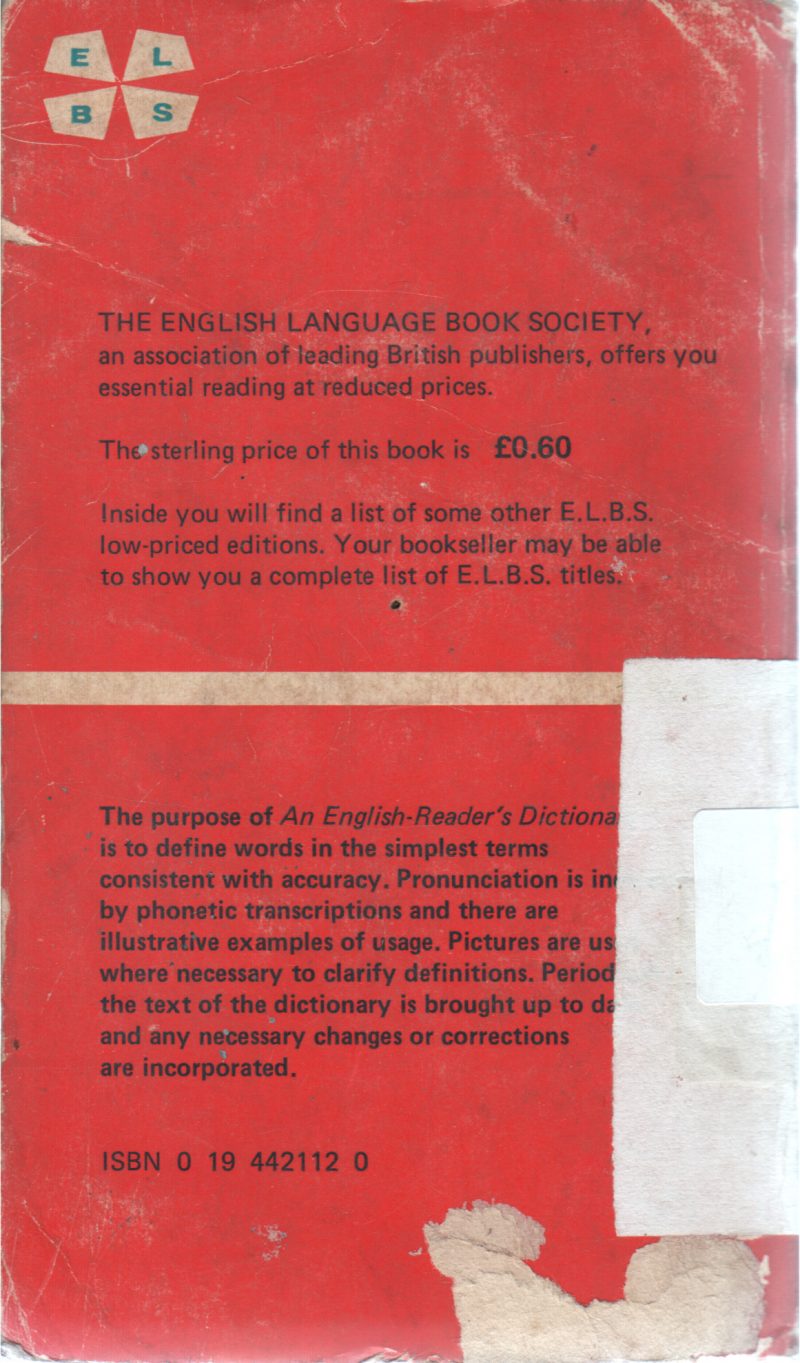 E L
B S
THE ENGLISH LANGUAGE BOOK SOCIETY,
an association of leading British publishers, offers you
essential reading at reduced prices.
The sterling price of this book is £0.60
Inside you will find a list of some other E.L.B.S.
low-priced editions. Your bookseller may be able
to show you a complete list of E.L.B.S. titles.
The purpose of An English-Reader's
is to define words in the simplest terms
consistent with accuracy. Pronunciation is
by phonetic transcriptions and there are
illustrative examples of usage. Pictures are
where necessary to clarify definitions.
the text of the dictionary is brought up to
and any necessary changes or corrections
are incorporated.
ISBN 0 19 442112 0